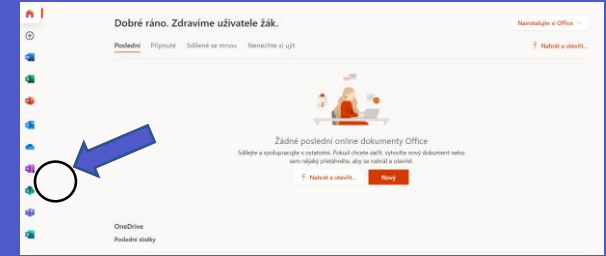 Dobré ráno. Zdravíme uživatele žák.
Nainstalujte si Office
Poslední Připnuté Sdílené se mnou Nenechte si ujít
Nahrát a otevřít...
Žádné poslední online dokumenty Office
Sdílejte a spolupracujte s ostatními. Pokud chcete začít, vytvořte nový dokument nebo
sem nějaký přetáhněte, aby se nahrál a otevřel.
Nahrát a otevřít... Nový
OneDrive
Poslední složky